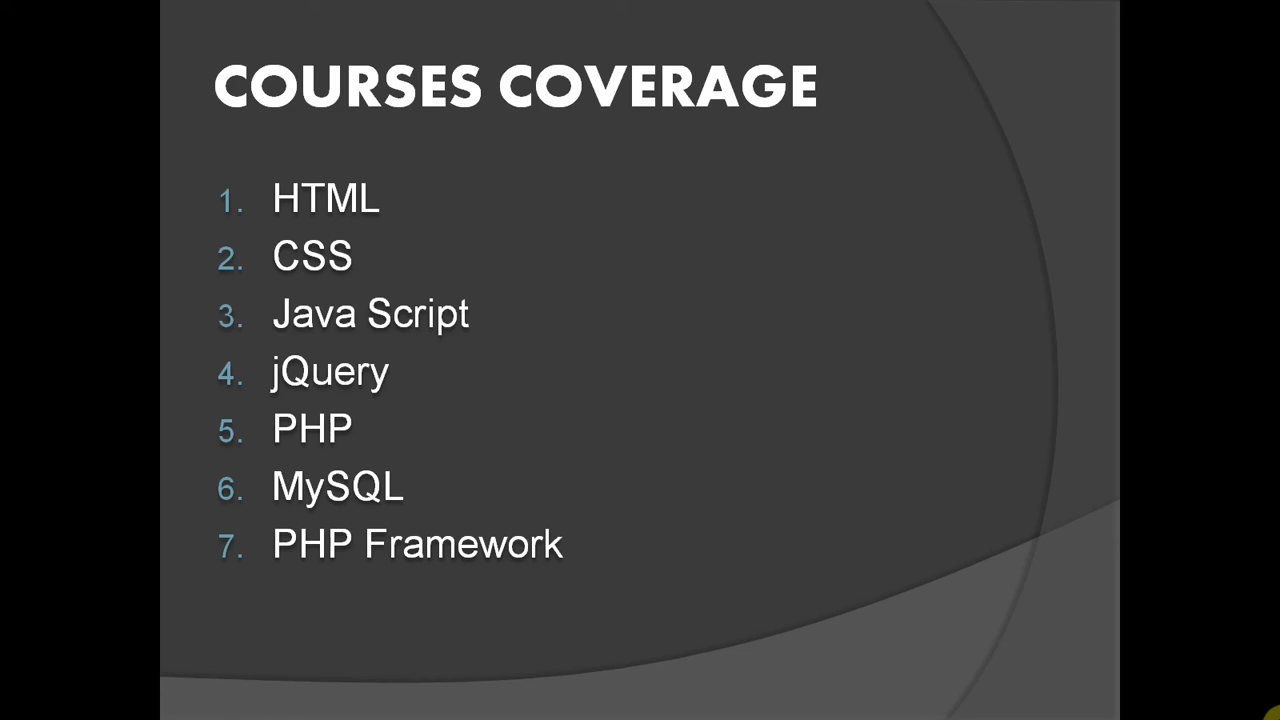 COURSES COVERAGE
1. HTML
2. CSS
3. Java Script
4. jQuery
5. PHP
6. MySQL
7. PHP Framework